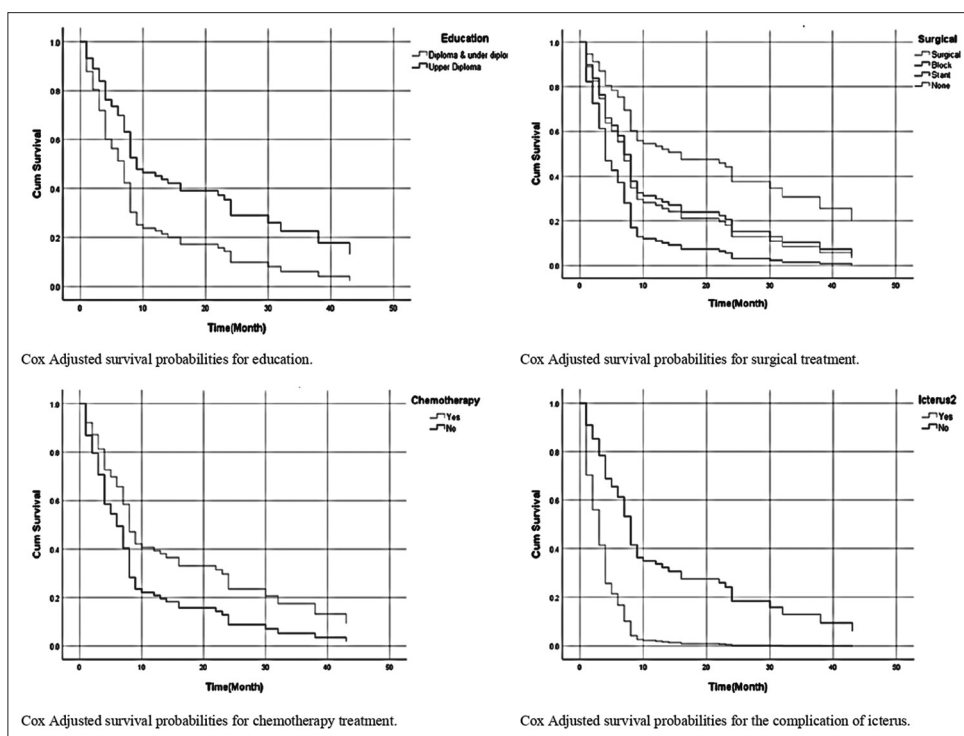 Education
Diploma & under diplor
Upper Diploma
Cum Survival
1.0
0.8
0.6
0.4
0.2
0.0
0 10 20 30 40 50
Time(Month)
Cox Adjusted survival probabilities for education.
Surgical
Surgical
Block
Stant
None
Cum Survival
1.0
0.8
0.6
0.4
0.2
0.0
0 10 20 30 40 50
Time(Month)
Cox Adjusted survival probabilities for surgical treatment.
Chemotherapy
Yes
No
Cum Survival
1.0
0.8
0.6
0.4
0.2
0.0
0 10 20 30 40 50
Time(Month)
Cox Adjusted survival probabilities for chemotherapy treatment.
Icterus2
Yes
No
Cum Survival
1.0
0.8
0.6
0.4
0.2
0.0
0 10 20 30 40 50
Time(Month)
Cox Adjusted survival probabilities for the complication of icterus.